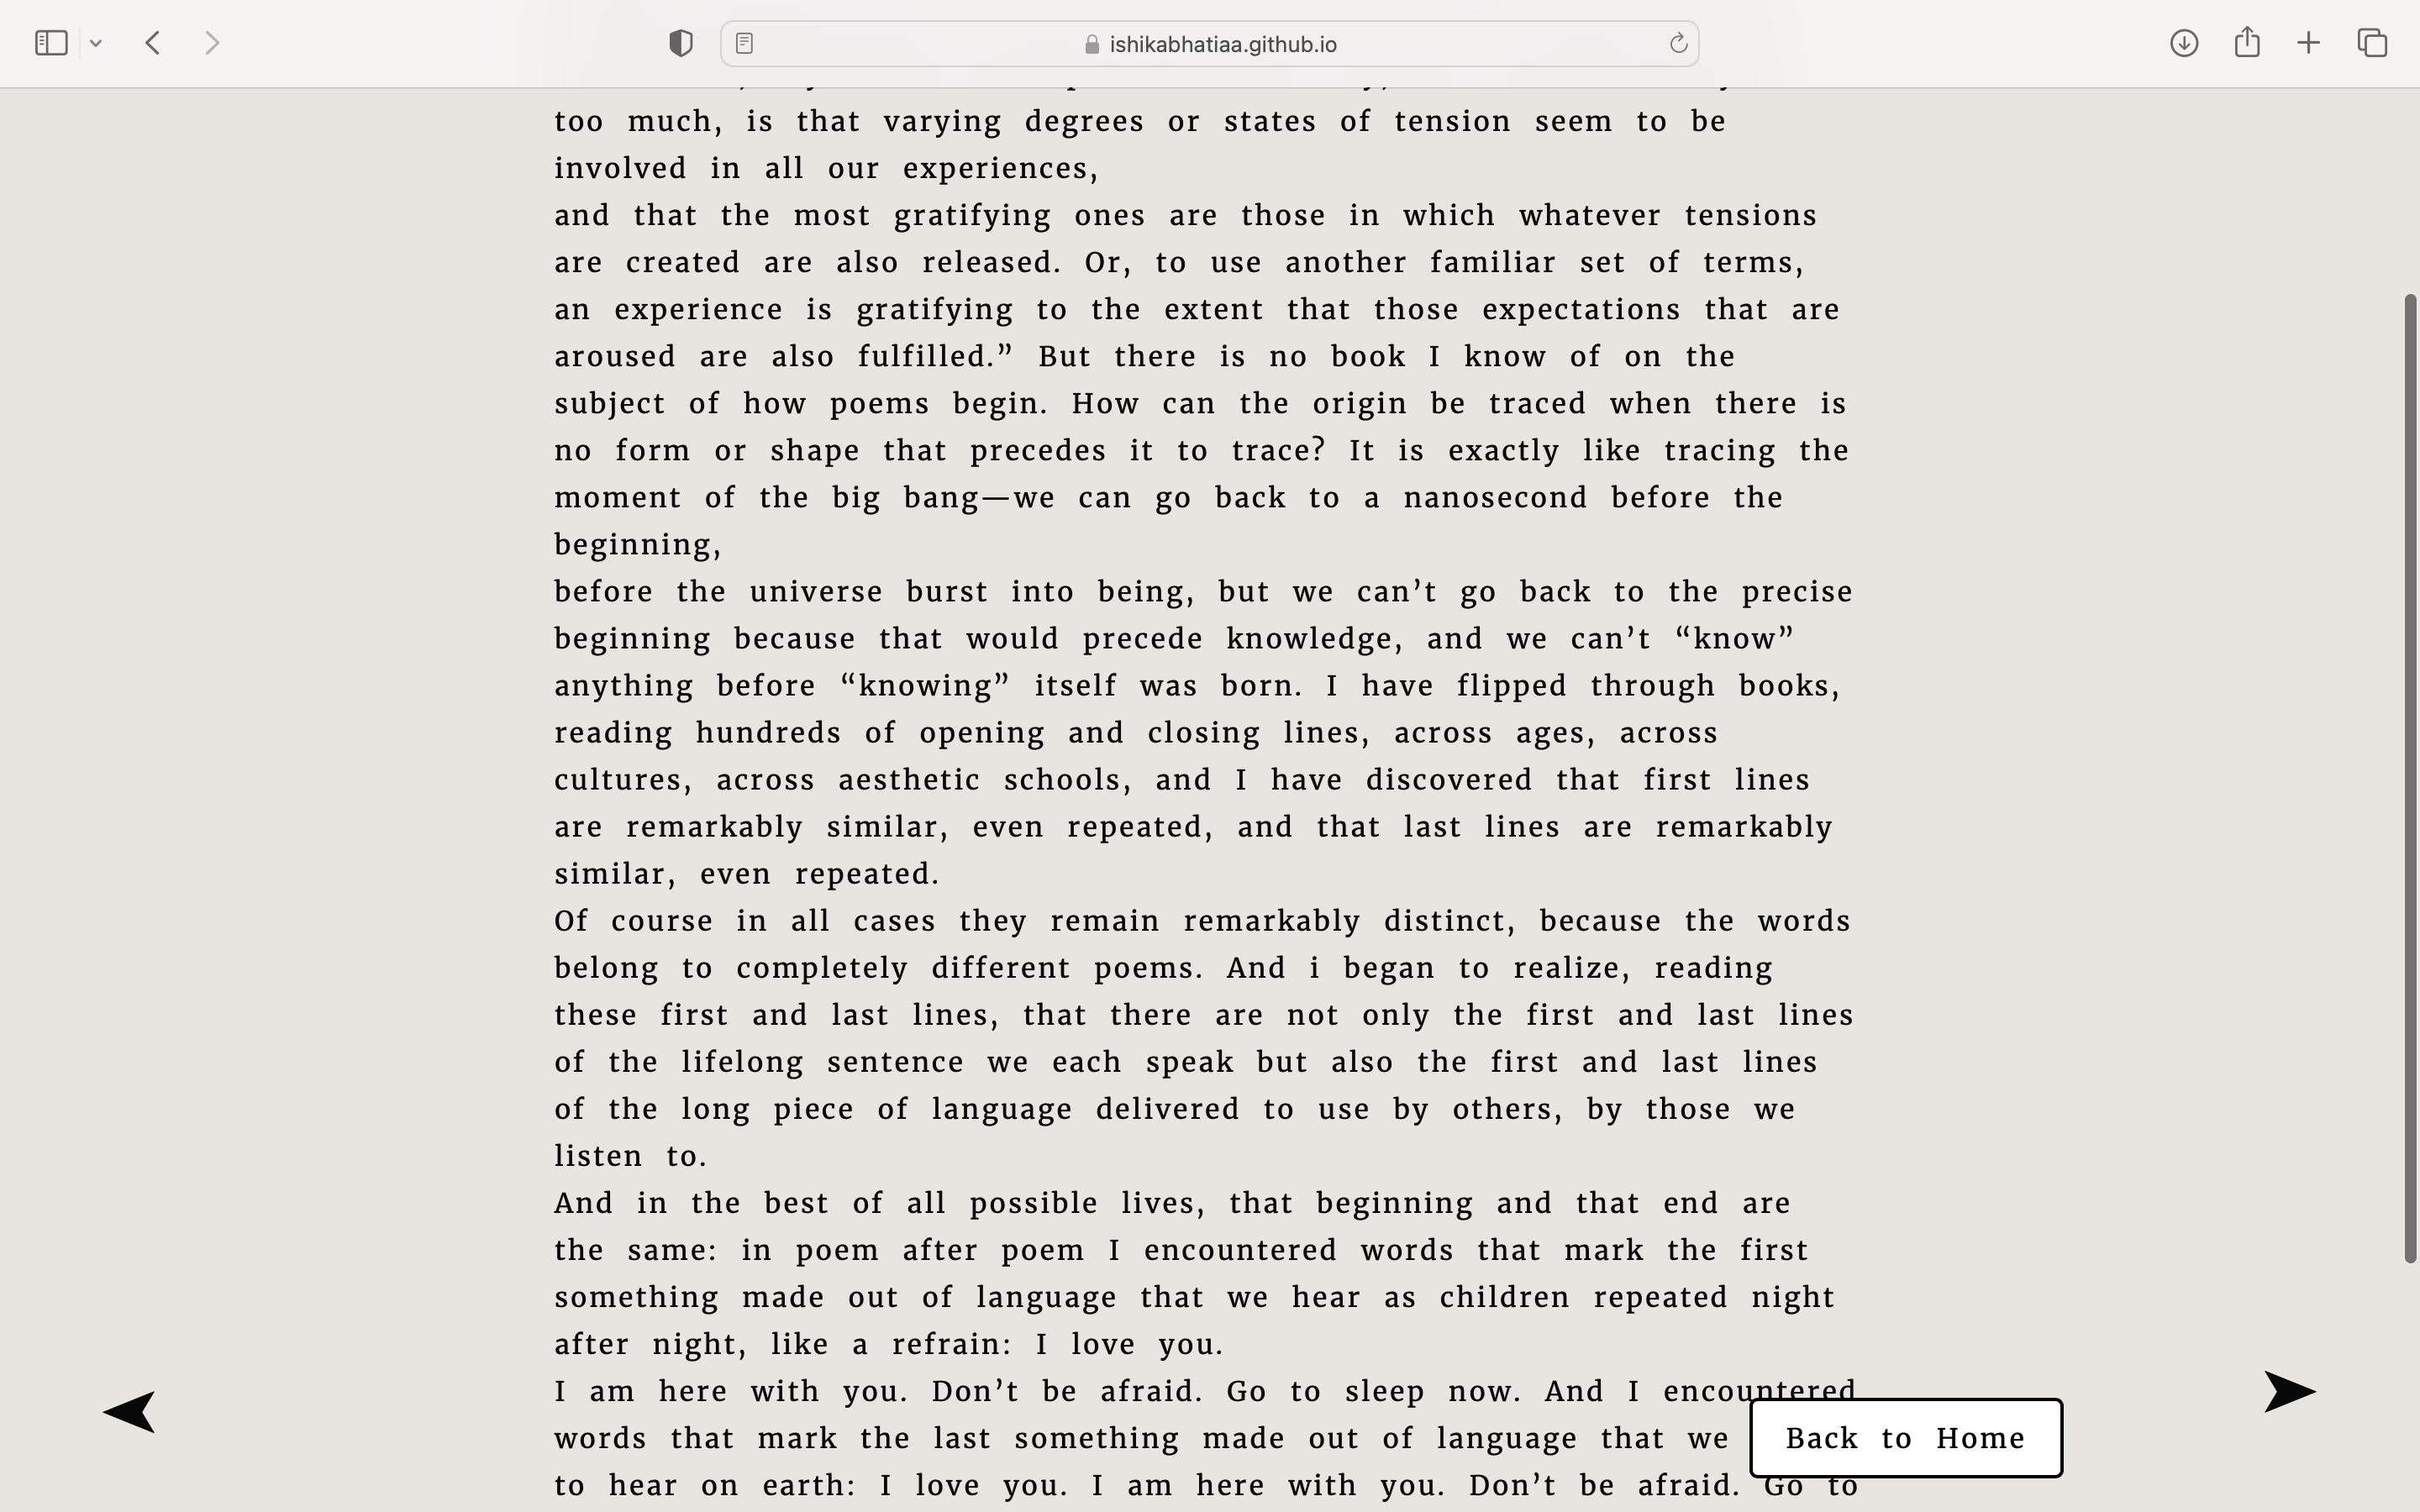 ishikabhatiaa.github.io
too much, is that varying degrees or states of tension seem to be
involved in all our experiences,
and that the most gratifying ones are those in which whatever tensions
are created are also released. Or, to use another familiar set of terms,
an experience is gratifying to the extent that those expectations that are
aroused are also fulfilled.” But there is no book I know of on the
subject of how poems begin. How can the origin be traced when there is
no form or shape that precedes it to trace? It is exactly like tracing the
moment of the big bang—we can go back to a nanosecond before the
beginning,
before the universe burst into being, but we can’t go back to the precise
beginning because that would precede knowledge, and we can’t “know”
anything before “knowing” itself was born. I have flipped through books,
reading hundreds of opening and closing lines, across ages, across
cultures, across aesthetic schools, and I have discovered that first lines
are remarkably similar, even repeated, and that last lines are remarkably
similar, even repeated.
Of course in all cases they remain remarkably distinct, because the words
belong to completely different poems. And i began to realize, reading
these first and last lines, that there are not only the first and last lines
of the lifelong sentence we each speak but also the first and last lines
of the long piece of language delivered to use by others, by those we
listen to.
And in the best of all possible lives, that beginning and that end are
the same: in poem after poem I encountered words that mark the first
something made out of language that we hear as children repeated night
after night, like a refrain: I love you.
I am here with you. Don’t be afraid. Go to sleep now. And I encountered
words that mark the last something made out of language that we
Back to Home
to hear on earth: I love you. I am here with you. Don’t be afraid. Go to